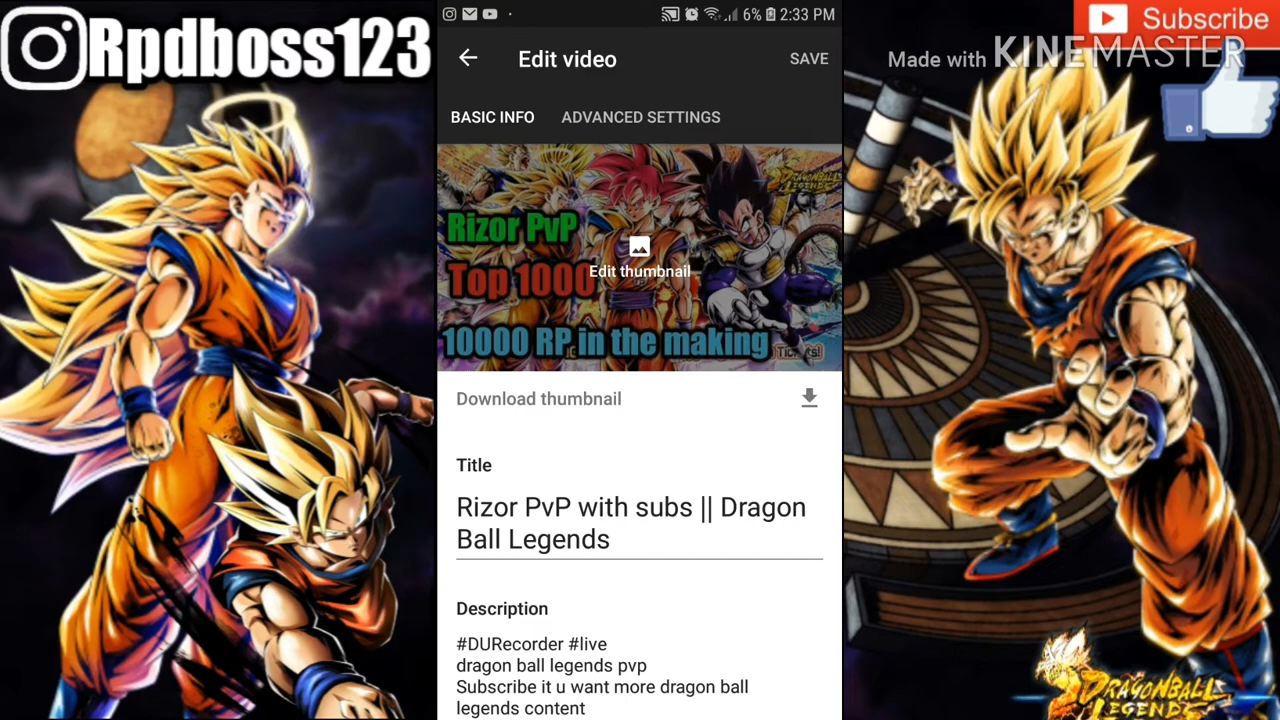 Rpdboss123
6% 2:33 PM
Subscribe
Edit video
SAVE
Made with KINEMASTER
BASIC INFO
ADVANCED SETTINGS
DRAGONBALL
LEGENDS
Rizor PvP
Edit thumbnail
Top 1000
10000 RP in the making
Download thumbnail
Title
Rizor PvP with subs || Dragon
Ball Legends
Description
#DURecorder #live
dragon ball legends pvp
Subscribe it u want more dragon ball
legends content
DRAGONBALL
LEGENDS